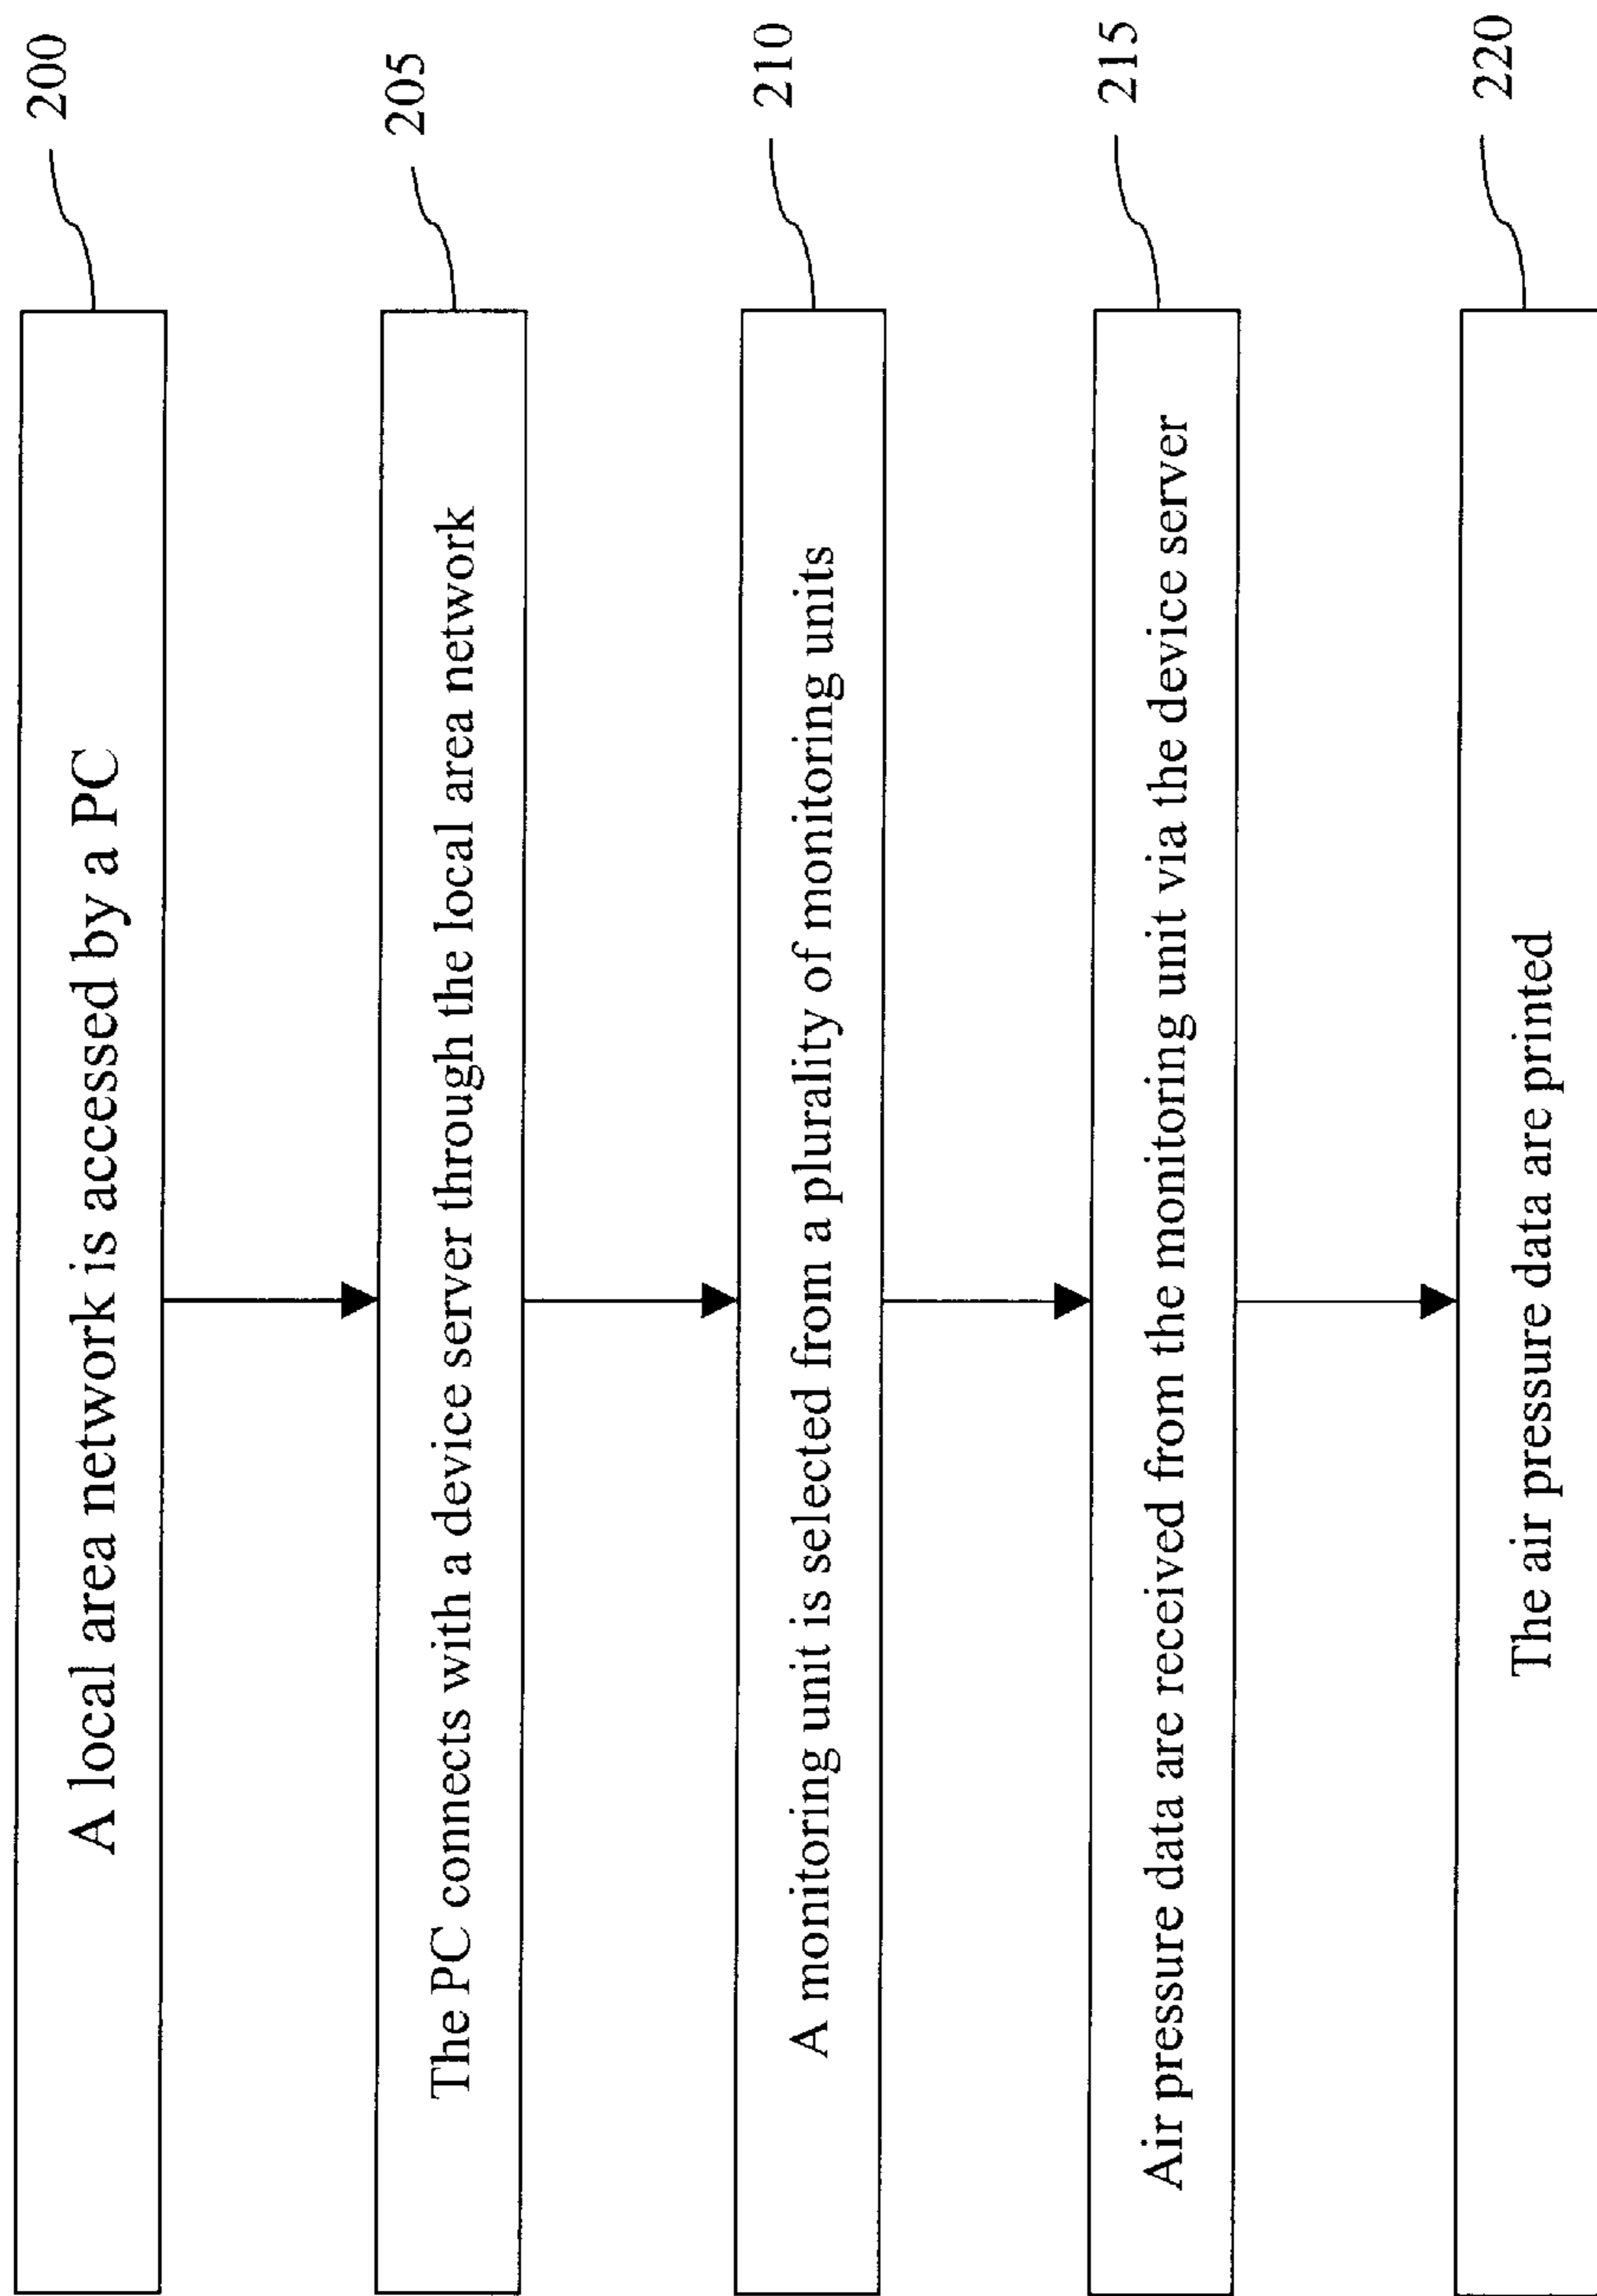 A local area network is accessed by a PC
200
The PC connects with a device server through the local area network
205
A monitoring unit is selected from a plurality of monitoring units
210
Air pressure data are received from the monitoring unit via the device server
215
The air pressure data are printed
220